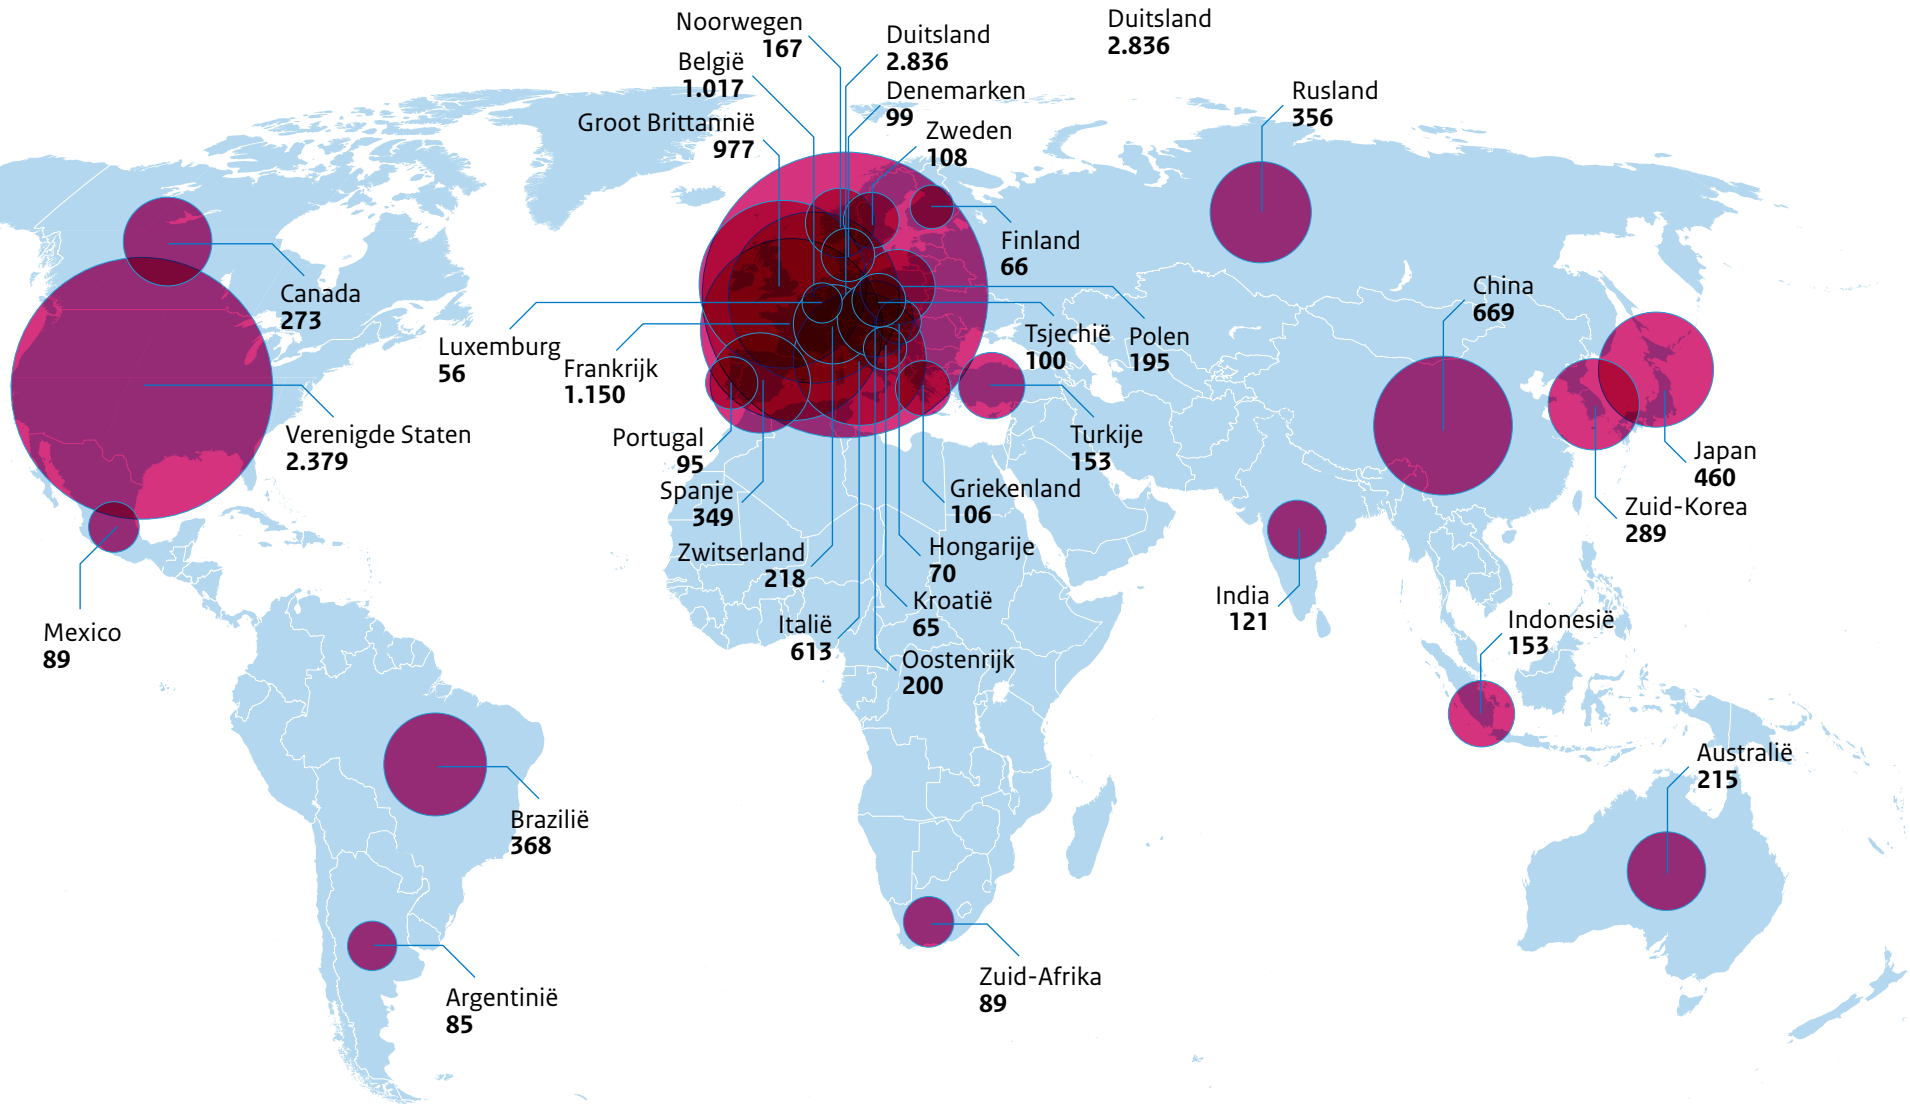 Noorwegen
167
Duitsland
2.836
Duitsland
2.836
België
1.017
Denemarken
99
Groot Brittannië
977
Zweden
108
Rusland
356
Finland
66
Canada
273
China
669
Luxemburg
56
Frankrijk
1.150
Tsjechië
100
Polen
195
Verenigde Staten
2.379
Portugal
95
Turkije
153
Japan
460
Spanje
349
Griekenland
106
Zuid-Korea
289
Zwitserland
218
Hongarije
70
Kroatië
65
India
121
Indonesië
153
Mexico
89
Italië
613
Oostenrijk
200
Australië
215
Brazilië
368
Zuid-Afrika
89
Argentinië
85